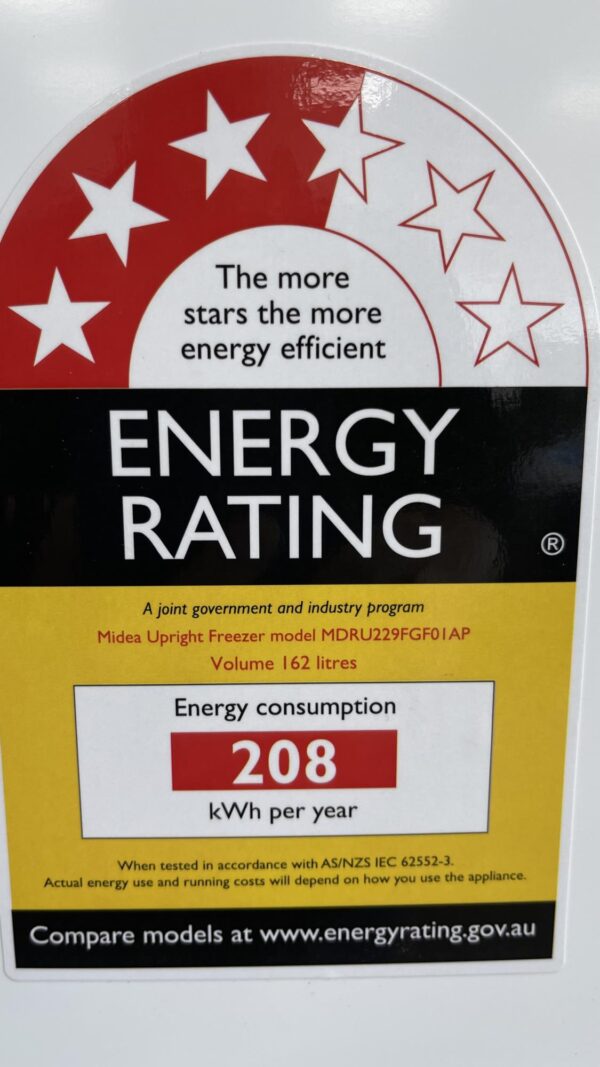 The more
stars the more
energy efficient
ENERGY
RATING
®
A joint government and industry program
Midea Upright Freezer model MDRU229FGF01AP
Volume 162 litres
Energy consumption
208
kWh per year
When tested in accordance with AS/NZS IEC 62552-3.
Actual energy use and running costs will depend on how you use the appliance.
Compare models at www.energyrating.gov.au